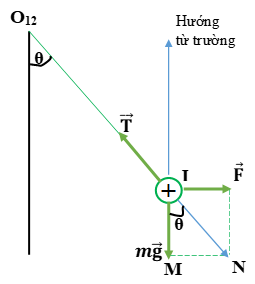 O₁₂
Hướng
từ trường
θ
T⃗
I
F⃗
+
θ
mg⃗
M
N